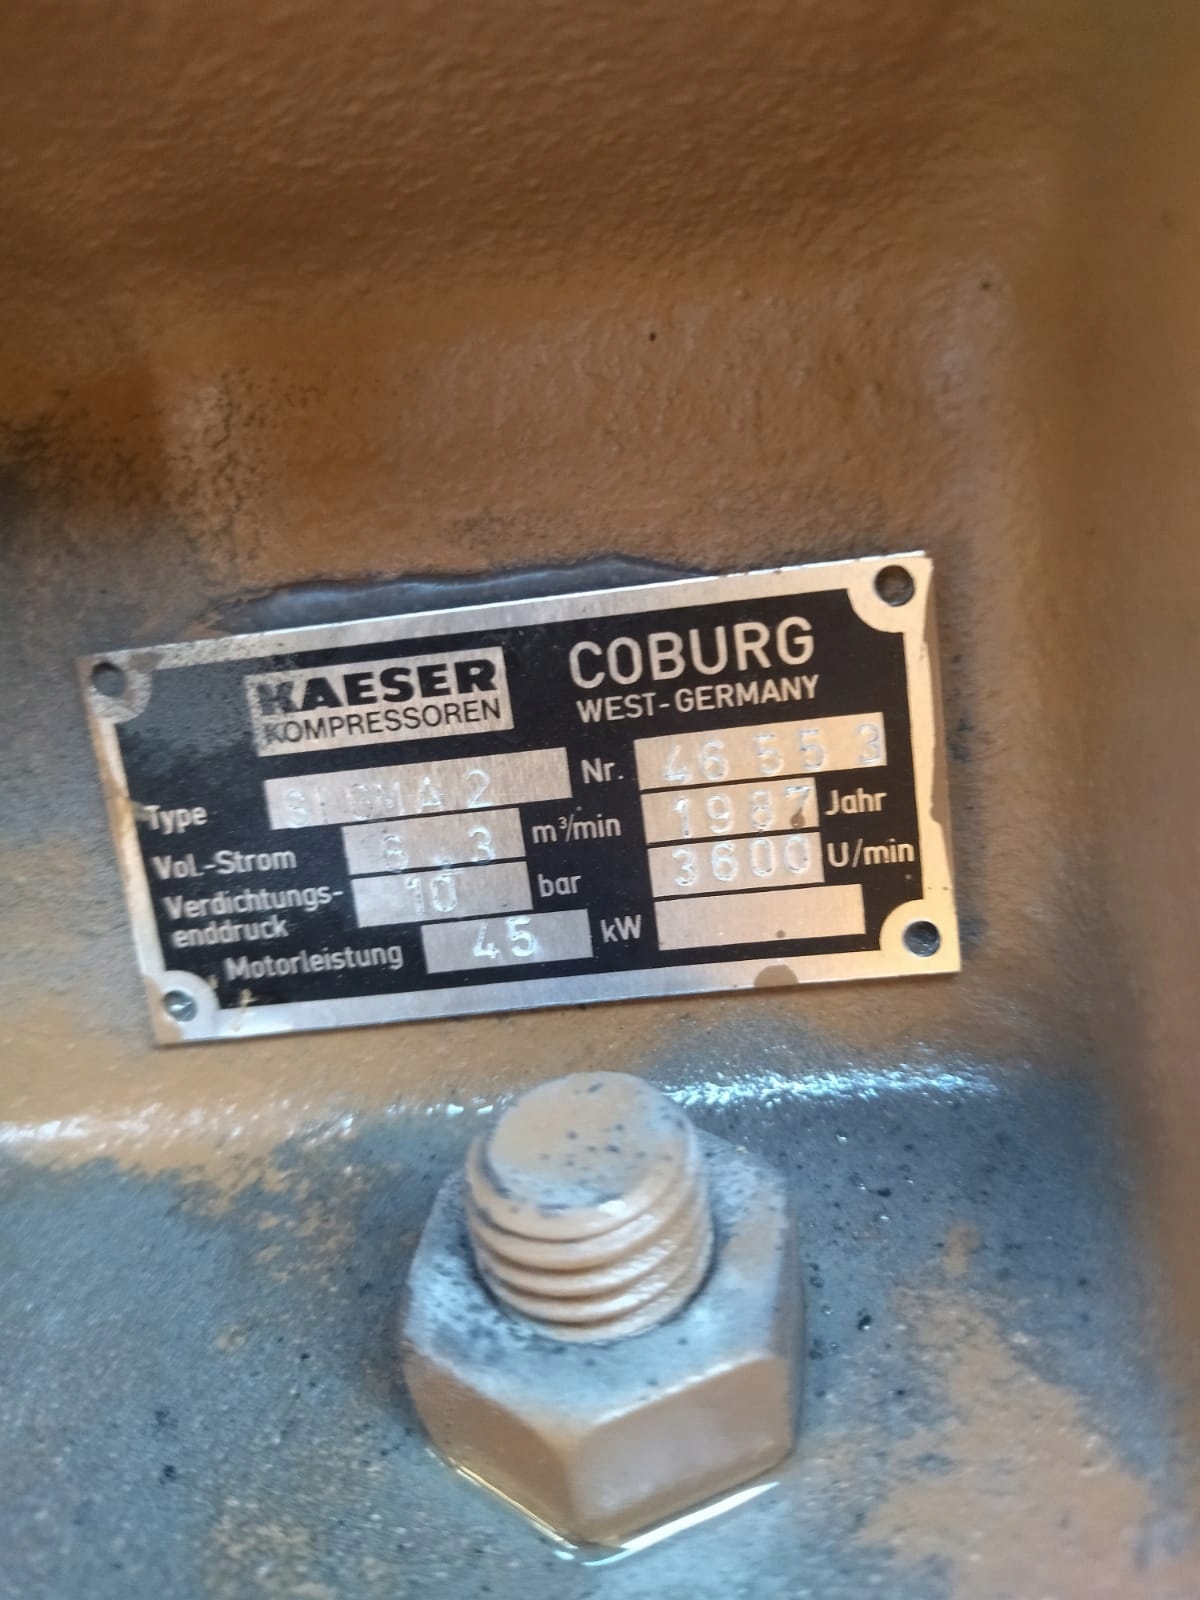 KAESER
KOMPRESSOREN
COBURG
WEST-GERMANY
Type SIGMA 2 Nr. 46553
Vol.-Strom 6,3 m³/min 1987 Jahr
Verdichtungs-
enddruck 10 bar 3600 U/min
Motorleistung 45 kW